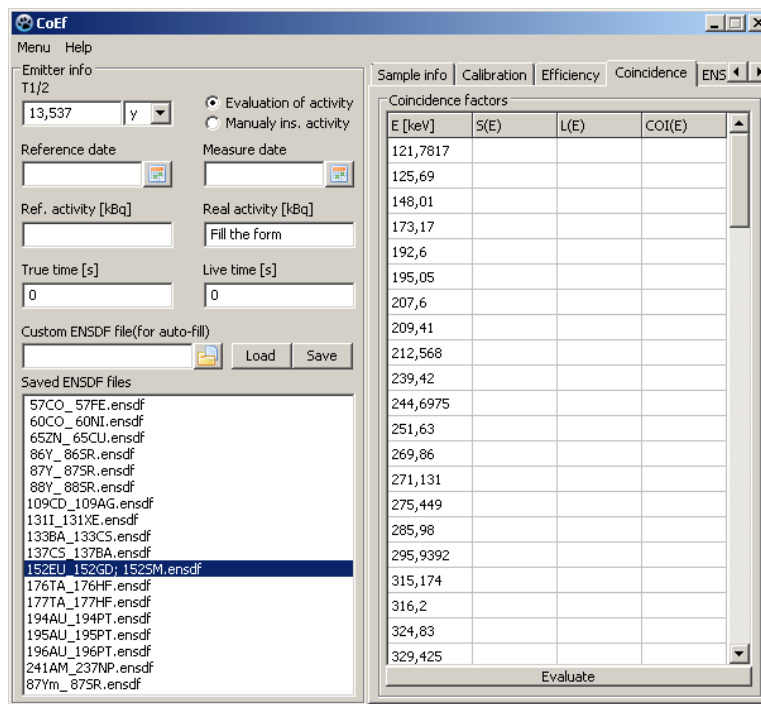 CoEf
Menu Help
Emitter info
T1/2
13,537 y
Evaluation of activity
Manualy ins. activity
Reference date Measure date
Ref. activity [kBq] Real activity [kBq]
Fill the form
True time [s] Live time [s]
0 0
Custom ENSDF file(for auto-fill)
Load Save
Saved ENSDF files
57CO_ 57FE.ensdf
60CO_ 60NI.ensdf
65ZN_ 65CU.ensdf
86Y_ 86SR.ensdf
87Y_ 87SR.ensdf
88Y_ 88SR.ensdf
109CD_109AG.ensdf
131I_131XE.ensdf
133BA_133CS.ensdf
137CS_137BA.ensdf
152EU_152GD; 152SM.ensdf
176TA_176HF.ensdf
177TA_177HF.ensdf
194AU_194PT.ensdf
195AU_195PT.ensdf
196AU_196PT.ensdf
241AM_237NP.ensdf
87Ym_ 87SR.ensdf
Sample info Calibration Efficiency Coincidence ENS
Coincidence factors
E [keV] S(E) L(E) COI(E)
121,7817
125,69
148,01
173,17
192,6
195,05
207,6
209,41
212,568
239,42
244,6975
251,63
269,86
271,131
275,449
285,98
295,9392
315,174
316,2
324,83
329,425
Evaluate